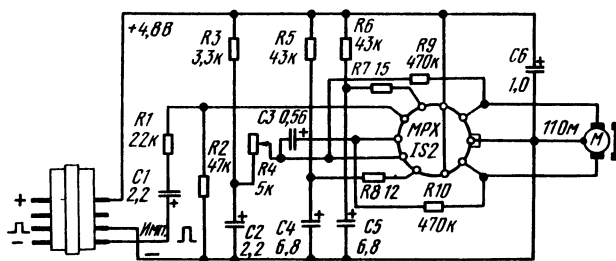 +4,8В
R3
3,3к
R5
43к
R6
43к
R7 15
R9
470к
C6
1,0
R1
22к
C1
2,2
R2
47к
C3 0,56
R4
5к
MPX
IS2
110м
М
R8 12
R10
470к
+
Имп.
−
−
C2
2,2
C4
6,8
C5
6,8